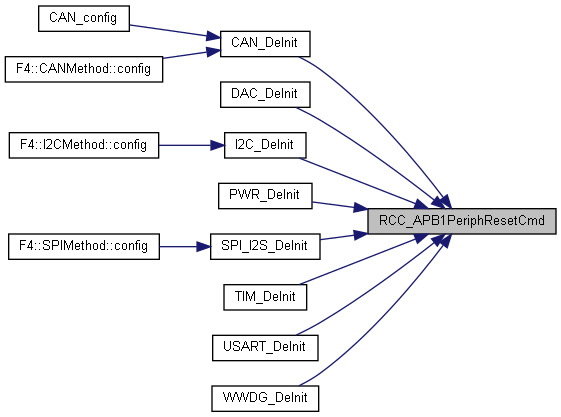 CAN_config
CAN_DeInit
F4::CANMethod::config
DAC_DeInit
F4::I2CMethod::config
I2C_DeInit
PWR_DeInit
RCC_APB1PeriphResetCmd
F4::SPIMethod::config
SPI_I2S_DeInit
TIM_DeInit
USART_DeInit
WWDG_DeInit